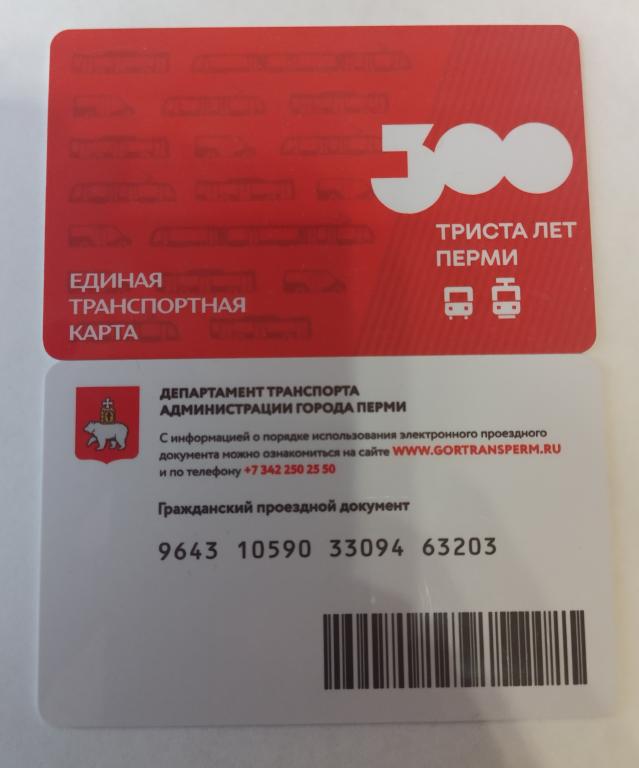 300
ТРИСТА ЛЕТ
ПЕРМИ
ЕДИНАЯ
ТРАНСПОРТНАЯ
КАРТА
ДЕПАРТАМЕНТ ТРАНСПОРТА
АДМИНИСТРАЦИИ ГОРОДА ПЕРМИ
С информацией о порядке использования электронного проездного
документа можно ознакомиться на сайте WWW.GORTRANSPERM.RU
и по телефону +7 342 250 25 50
Гражданский проездной документ
9643 10590 33094 63203